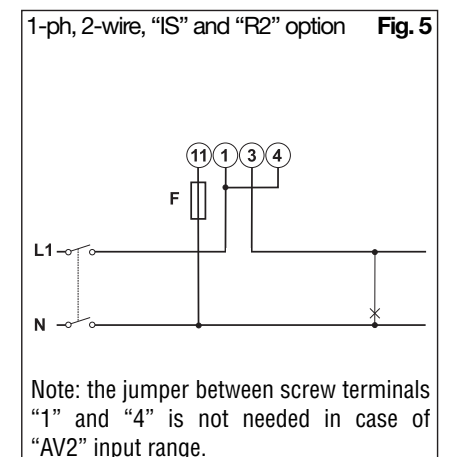 1-ph, 2-wire, “IS” and “R2” option Fig. 5
11 1 3 4
F
L1
N
Note: the jumper between screw terminals
“1” and “4” is not needed in case of
“AV2” input range.